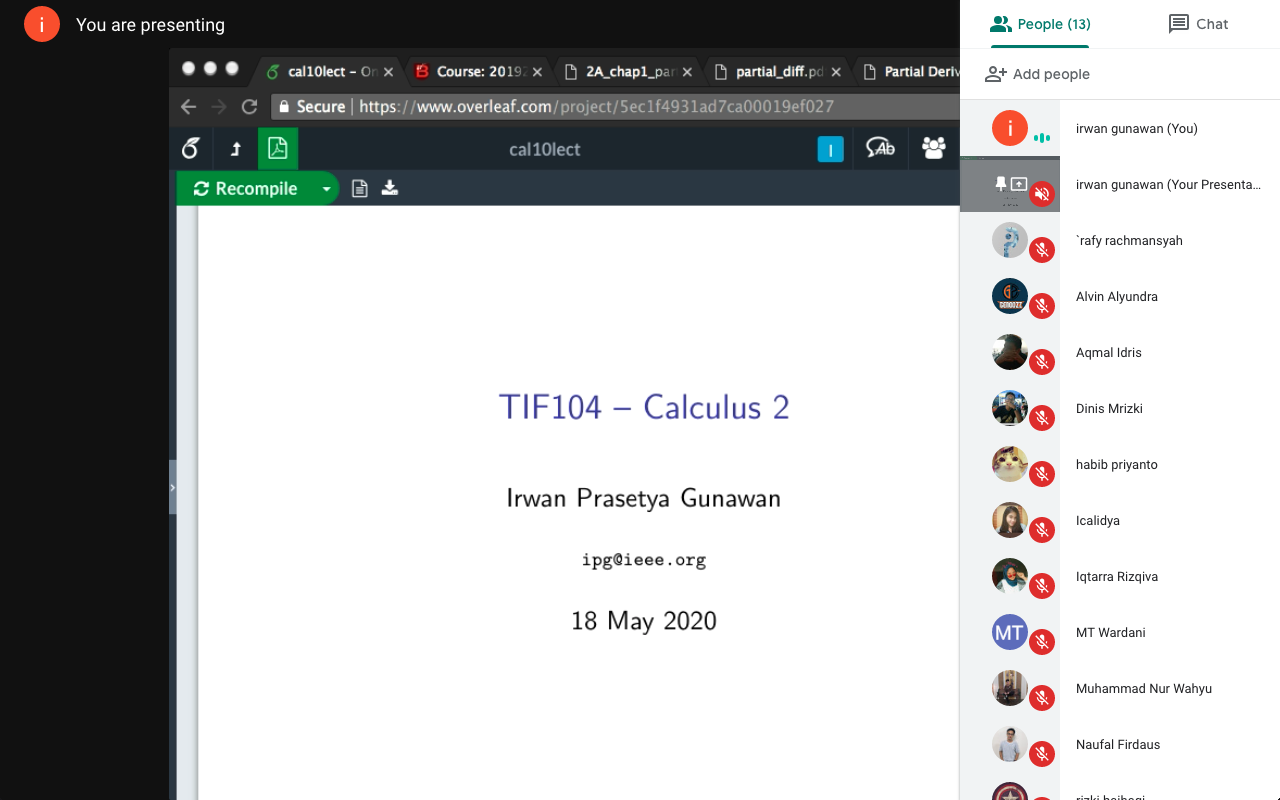 i You are presenting
People (13) Chat
Add people
cal10lect – On Course: 20192 2A_chap1_par partial_diff.pd Partial Deriv
Secure | https://www.overleaf.com/project/5ec1f4931ad7ca00019ef027
cal10lect I Ab
Recompile
TIF104 – Calculus 2
Irwan Prasetya Gunawan
ipg@ieee.org
18 May 2020
i irwan gunawan (You)
irwan gunawan (Your Presenta...
`rafy rachmansyah
Alvin Alyundra
Aqmal Idris
Dinis Mrizki
habib priyanto
Icalidya
Iqtarra Rizqiva
MT MT Wardani
Muhammad Nur Wahyu
Naufal Firdaus